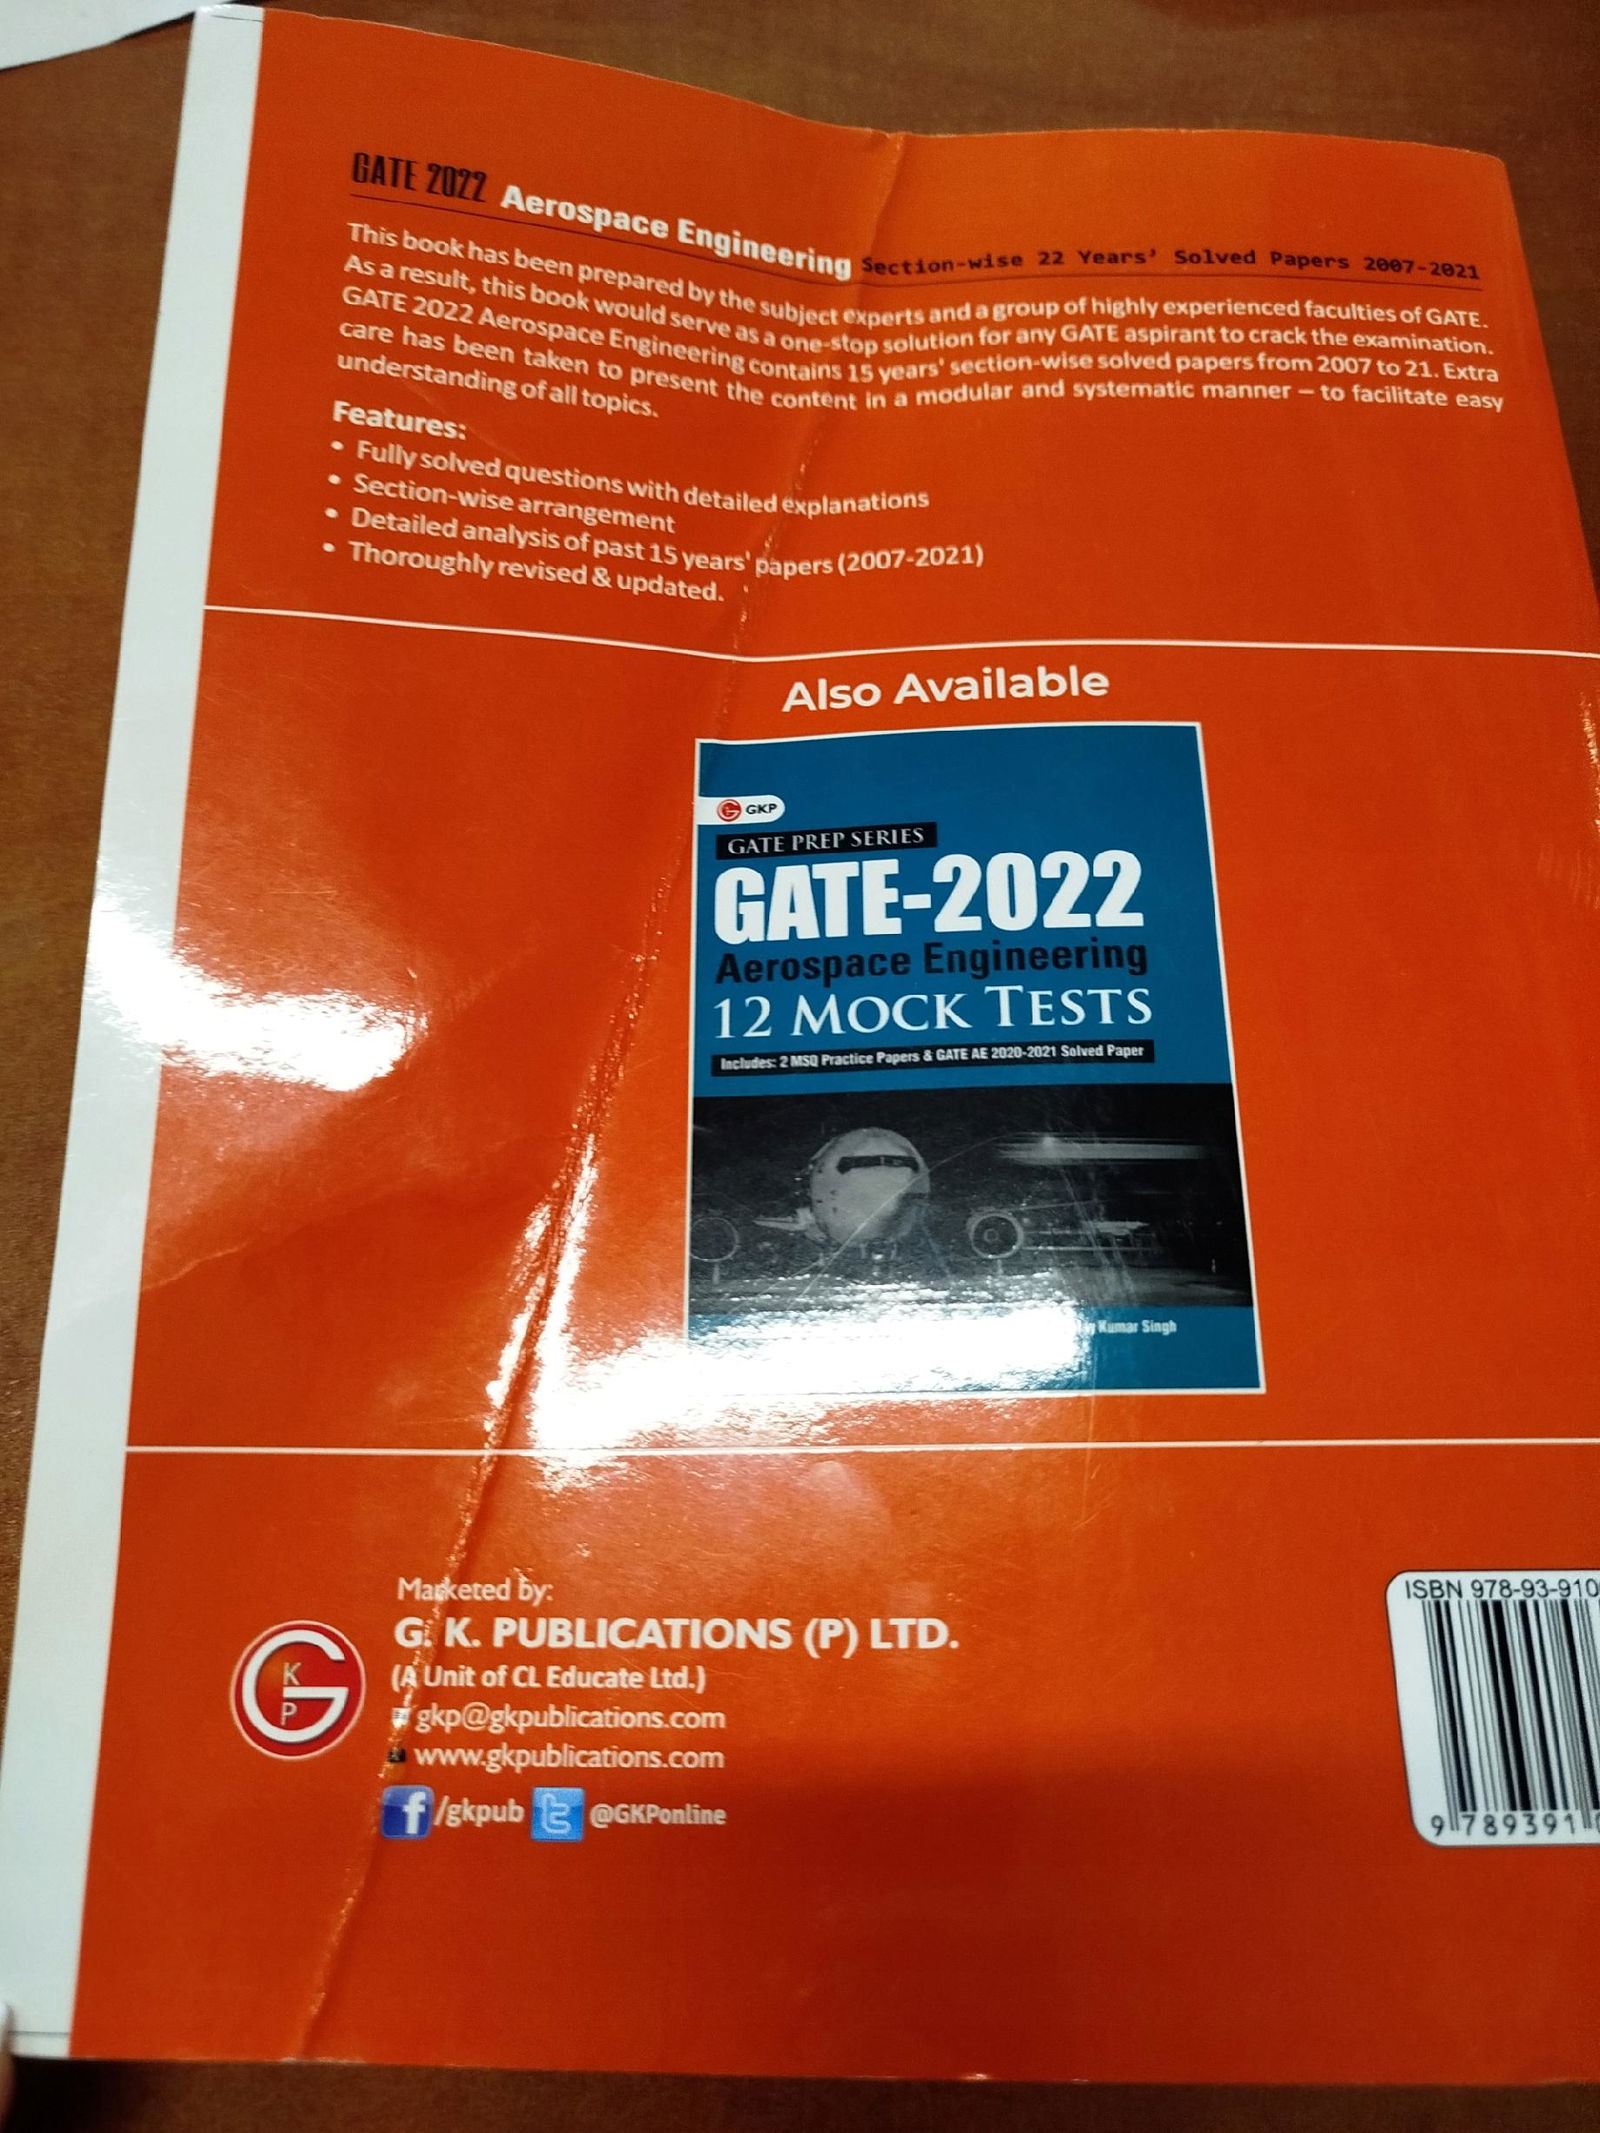 GATE 2022 Aerospace Engineering Section-wise 22 Years’ Solved Papers 2007-2021
This book has been prepared by the subject experts and a group of highly experienced faculties of GATE.
As a result, this book would serve as a one-stop solution for any GATE aspirant to crack the examination.
GATE 2022 Aerospace Engineering contains 15 years' section-wise solved papers from 2007 to 21. Extra
care has been taken to present the content in a modular and systematic manner – to facilitate easy
understanding of all topics.
Features:
• Fully solved questions with detailed explanations
• Section-wise arrangement
• Detailed analysis of past 15 years' papers (2007-2021)
• Thoroughly revised & updated.
Also Available
GKP
GATE PREP SERIES
GATE-2022
Aerospace Engineering
12 MOCK TESTS
Includes: 2 MSQ Practice Papers & GATE AE 2020-2021 Solved Paper
Kumar Singh
Marketed by:
G. K. PUBLICATIONS (P) LTD.
(A Unit of CL Educate Ltd.)
gkp@gkpublications.com
www.gkpublications.com
/gkpub @GKPonline
GKP
ISBN 978-93-910
9 789391